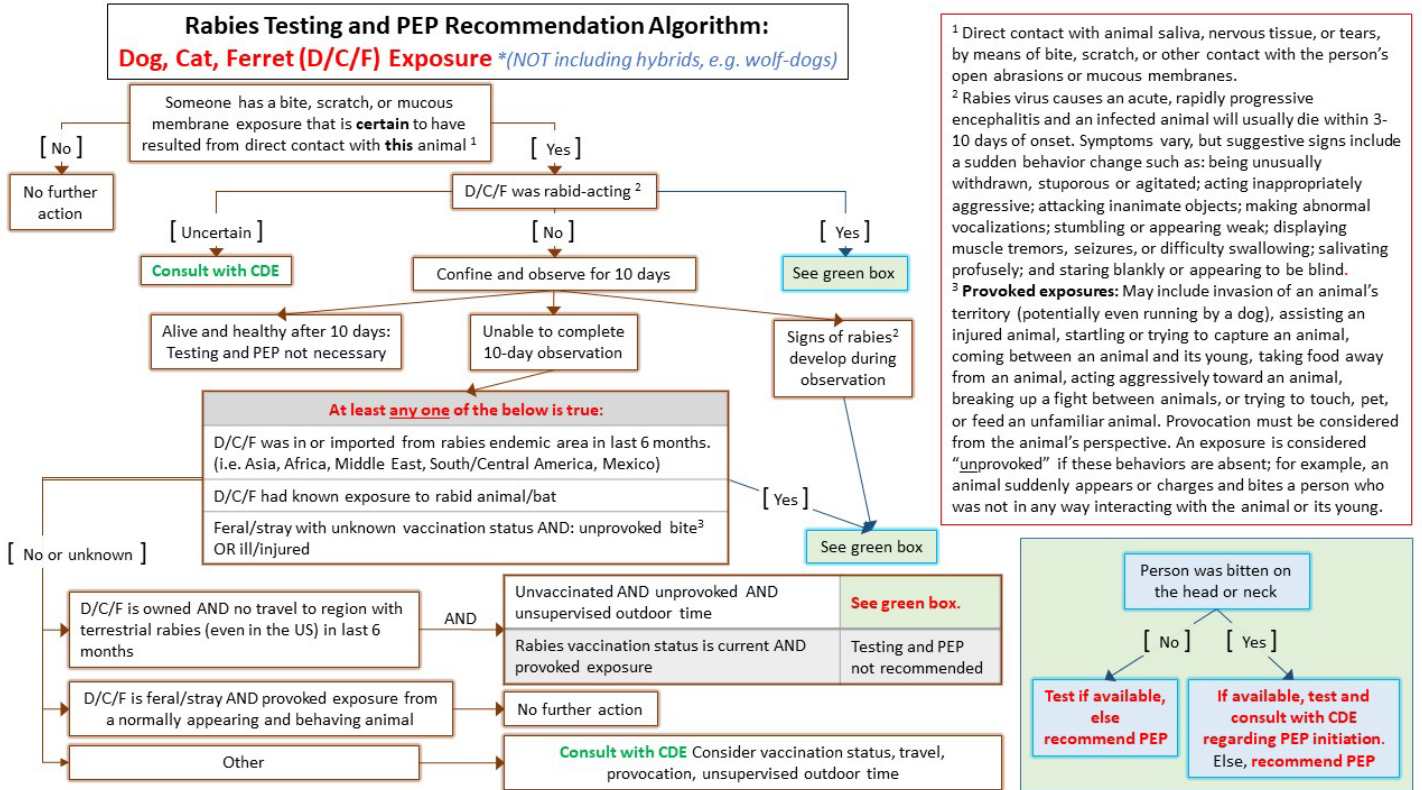 Rabies Testing and PEP Recommendation Algorithm:
Dog, Cat, Ferret (D/C/F) Exposure *(NOT including hybrids, e.g. wolf-dogs)
Someone has a bite, scratch, or mucous
membrane exposure that is certain to have
resulted from direct contact with this animal ¹
[ No ]
[ Yes ]
No further
action
D/C/F was rabid-acting ²
[ Uncertain ]
[ No ]
[ Yes ]
Consult with CDE
Confine and observe for 10 days
See green box
Alive and healthy after 10 days:
Testing and PEP not necessary
Unable to complete
10-day observation
Signs of rabies²
develop during
observation
At least any one of the below is true:
D/C/F was in or imported from rabies endemic area in last 6 months.
(i.e. Asia, Africa, Middle East, South/Central America, Mexico)
D/C/F had known exposure to rabid animal/bat
Feral/stray with unknown vaccination status AND: unprovoked bite³
OR ill/injured
[ Yes ]
See green box
[ No or unknown ]
D/C/F is owned AND no travel to region with
terrestrial rabies (even in the US) in last 6
months
AND
Unvaccinated AND unprovoked AND
unsupervised outdoor time
See green box.
Rabies vaccination status is current AND
provoked exposure
Testing and PEP
not recommended
D/C/F is feral/stray AND provoked exposure from
a normally appearing and behaving animal
No further action
Other
Consult with CDE Consider vaccination status, travel,
provocation, unsupervised outdoor time
¹ Direct contact with animal saliva, nervous tissue, or tears,
by means of bite, scratch, or other contact with the person's
open abrasions or mucous membranes.
² Rabies virus causes an acute, rapidly progressive
encephalitis and an infected animal will usually die within 3-
10 days of onset. Symptoms vary, but suggestive signs include
a sudden behavior change such as: being unusually
withdrawn, stuporous or agitated; acting inappropriately
aggressive; attacking inanimate objects; making abnormal
vocalizations; stumbling or appearing weak; displaying
muscle tremors, seizures, or difficulty swallowing; salivating
profusely; and staring blankly or appearing to be blind.
³ Provoked exposures: May include invasion of an animal's
territory (potentially even running by a dog), assisting an
injured animal, startling or trying to capture an animal,
coming between an animal and its young, taking food away
from an animal, acting aggressively toward an animal,
breaking up a fight between animals, or trying to touch, pet,
or feed an unfamiliar animal. Provocation must be considered
from the animal's perspective. An exposure is considered
"unprovoked" if these behaviors are absent; for example, an
animal suddenly appears or charges and bites a person who
was not in any way interacting with the animal or its young.
Person was bitten on
the head or neck
[ No ]
[ Yes ]
Test if available,
else
recommend PEP
If available, test and
consult with CDE
regarding PEP initiation.
Else, recommend PEP